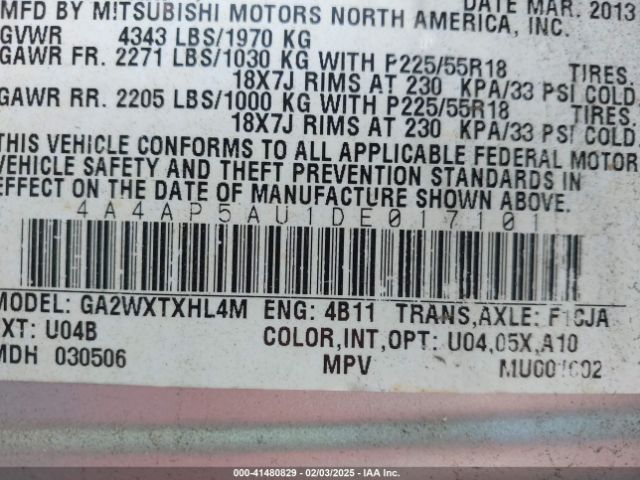 MFD BY MITSUBISHI MOTORS NORTH AMERICA, INC. DATE MAR. 2013
GVWR 4343 LBS/1970 KG
GAWR FR. 2271 LBS/1030 KG WITH P225/55R18 TIRES,
18X7J RIMS AT 230 KPA/33 PSI COLD.
GAWR RR. 2205 LBS/1000 KG WITH P225/55R18 TIRES,
18X7J RIMS AT 230 KPA/33 PSI COLD.
THIS VEHICLE CONFORMS TO ALL APPLICABLE FEDERAL MOTOR
VEHICLE SAFETY AND THEFT PREVENTION STANDARDS IN
EFFECT ON THE DATE OF MANUFACTURE SHOWN ABOVE.
4A4AP5AU1DE017101
MODEL: GA2WXTXHL4M ENG: 4B11 TRANS,AXLE: F1CJA
EXT: U04B COLOR,INT,OPT: U04,05X,A10
MDH 030506 MPV
000-41480829 - 02/03/2025 - IAA Inc.